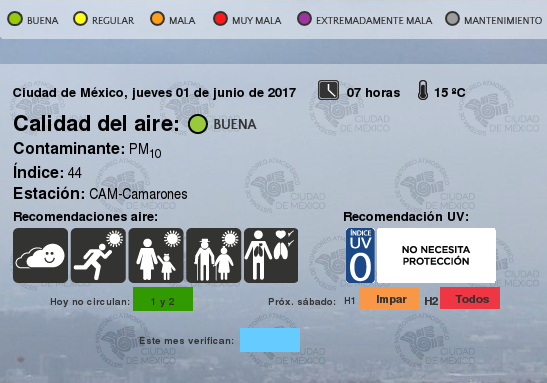 BUENA REGULAR MALA MUY MALA EXTREMADAMENTE MALA MANTENIMIENTO
Ciudad de México, jueves 01 de junio de 2017 07 horas 15 ºC
Calidad del aire: BUENA
Contaminante: PM10
Índice: 44
Estación: CAM-Camarones
Recomendaciones aire: Recomendación UV:
ÍNDICE
UV
0
NO NECESITA
PROTECCIÓN
Hoy no circulan: 1 y 2 Próx. sábado: H1 Impar H2 Todos
Este mes verifican: